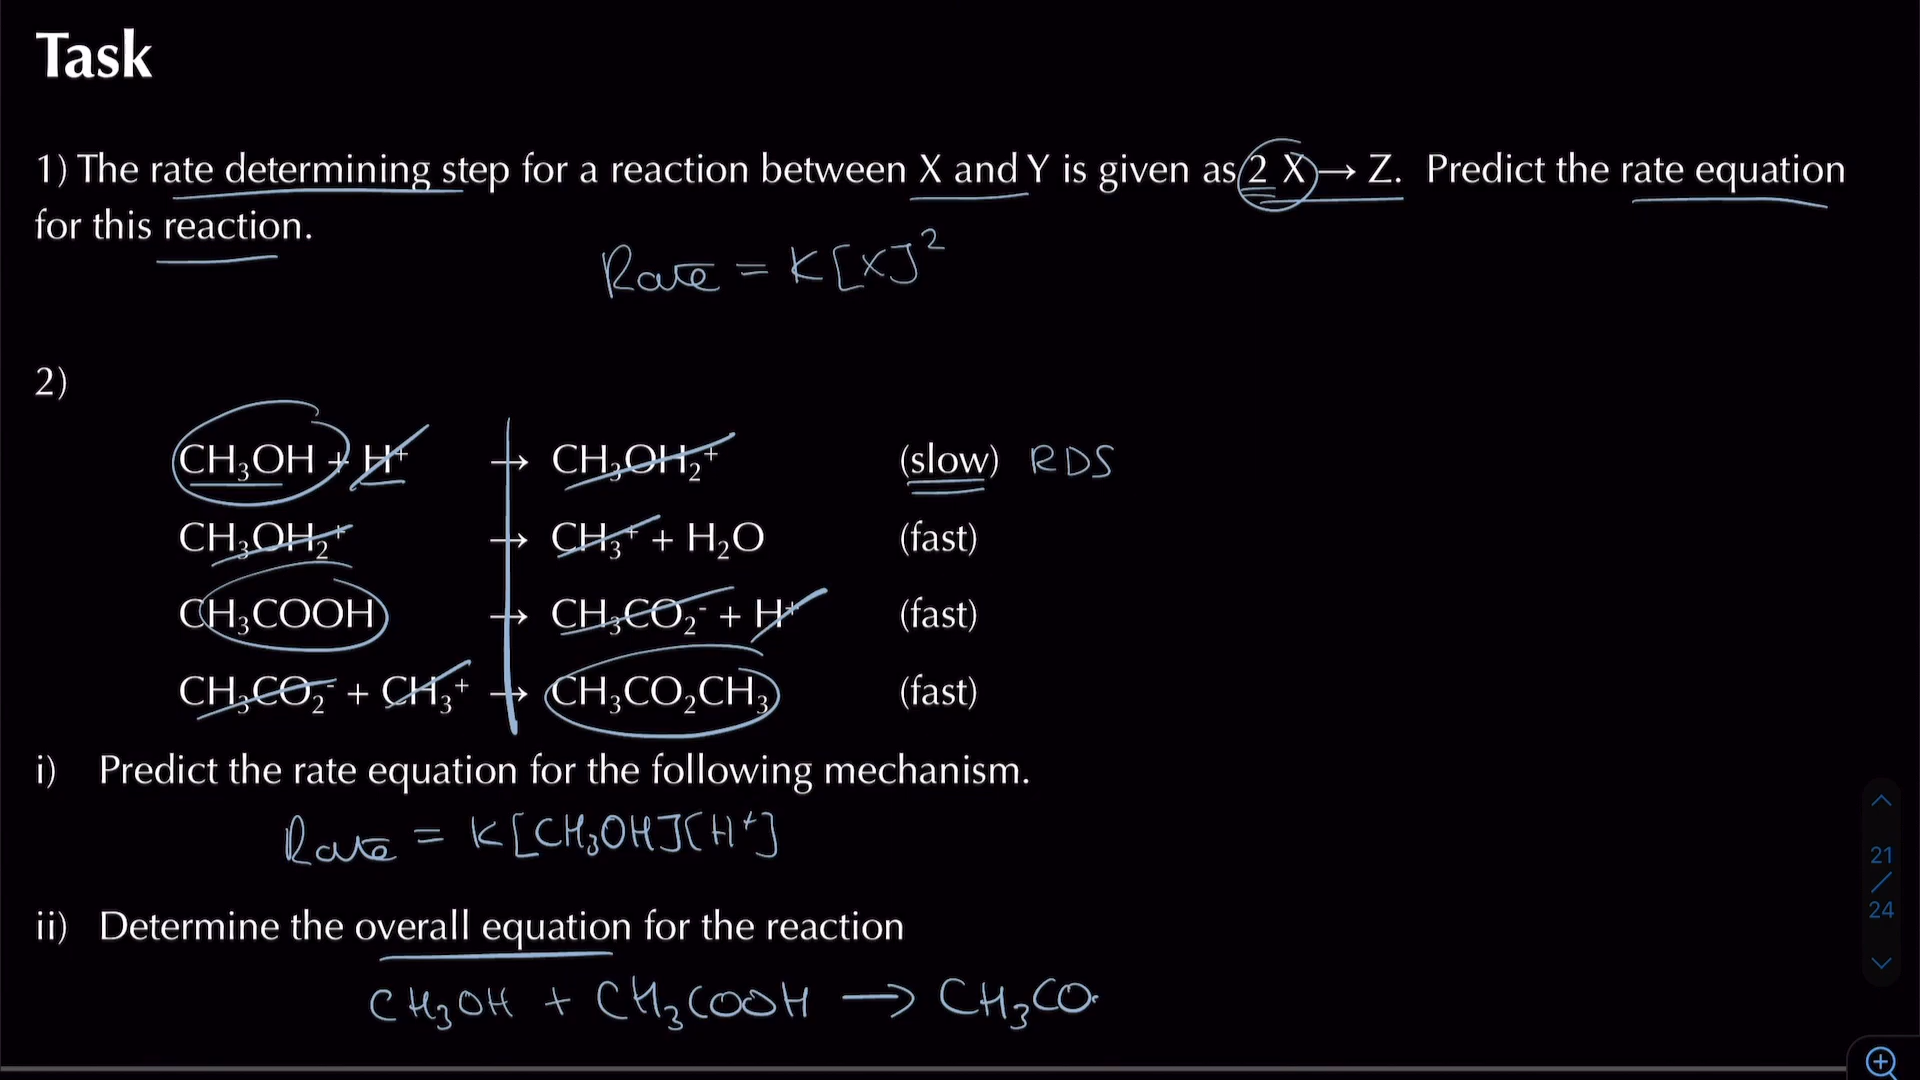 Task
1) The rate determining step for a reaction between X and Y is given as 2 X → Z. Predict the rate equation
for this reaction.
Rate = K[X]²
2)
CH₃OH + H⁺ → CH₃OH₂⁺ (slow) RDS
CH₃OH₂⁺ → CH₃⁺ + H₂O (fast)
CH₃COOH → CH₃CO₂⁻ + H⁺ (fast)
CH₃CO₂⁻ + CH₃⁺ → CH₃CO₂CH₃ (fast)
i) Predict the rate equation for the following mechanism.
Rate = K[CH₃OH][H⁺]
ii) Determine the overall equation for the reaction
CH₃OH + CH₃COOH → CH₃CO
21
/
24